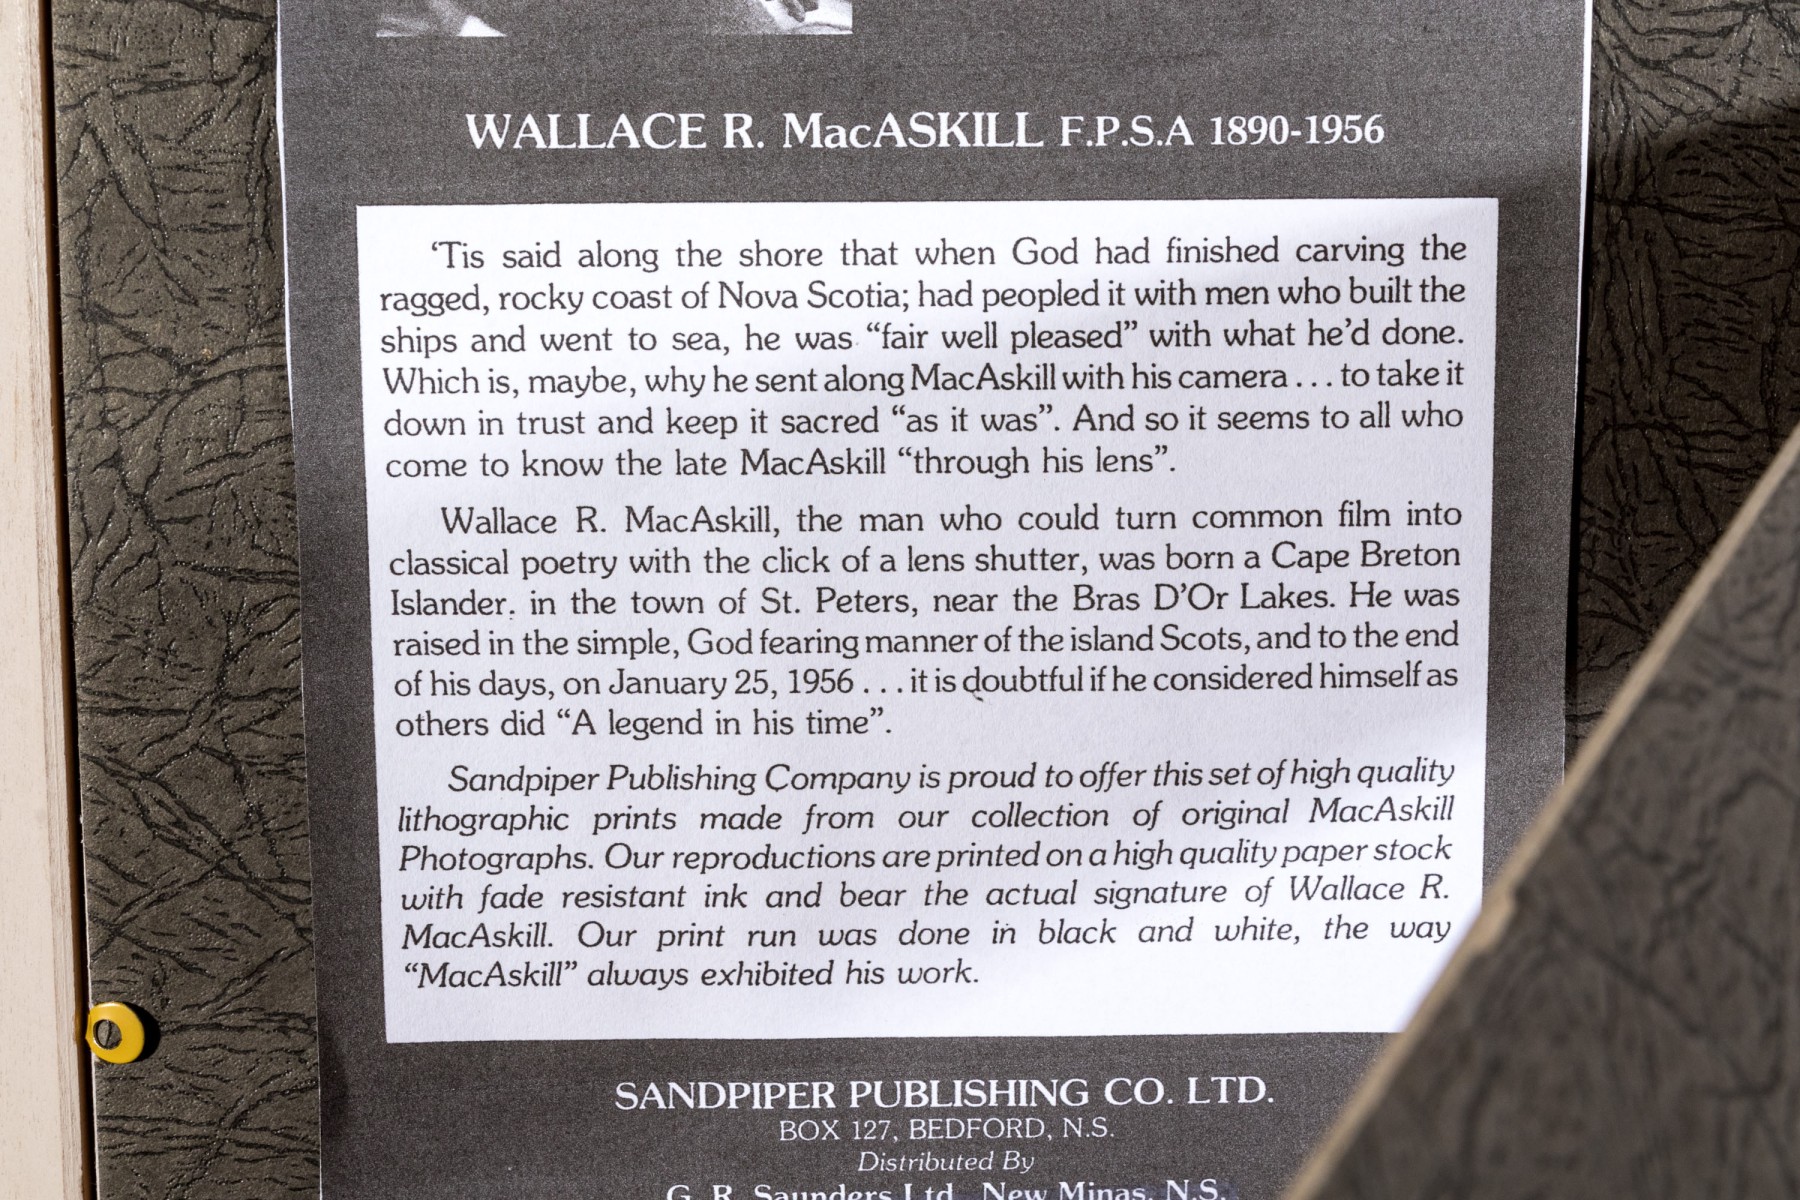 WALLACE R. MacASKILL F.P.S.A 1890-1956
‘Tis said along the shore that when God had finished carving the
ragged, rocky coast of Nova Scotia; had peopled it with men who built the
ships and went to sea, he was “fair well pleased” with what he’d done.
Which is, maybe, why he sent along MacAskill with his camera . . . to take it
down in trust and keep it sacred “as it was”. And so it seems to all who
come to know the late MacAskill “through his lens”.
Wallace R. MacAskill, the man who could turn common film into
classical poetry with the click of a lens shutter, was born a Cape Breton
Islander. in the town of St. Peters, near the Bras D’Or Lakes. He was
raised in the simple, God fearing manner of the island Scots, and to the end
of his days, on January 25, 1956 . . . it is doubtful if he considered himself as
others did “A legend in his time”.
Sandpiper Publishing Company is proud to offer this set of high quality
lithographic prints made from our collection of original MacAskill
Photographs. Our reproductions are printed on a high quality paper stock
with fade resistant ink and bear the actual signature of Wallace R.
MacAskill. Our print run was done in black and white, the way
“MacAskill” always exhibited his work.
SANDPIPER PUBLISHING CO. LTD.
BOX 127, BEDFORD, N.S.
Distributed By
G. R. Saunders Ltd. New Minas, N.S.